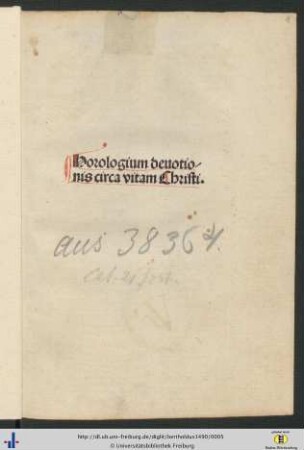 Horologium deuotio-
nis circa vitam Christi.
aus 3836
http://dl.ub.uni-freiburg.de/diglit/bertholdus1490/0005
© Universitätsbibliothek Freiburg